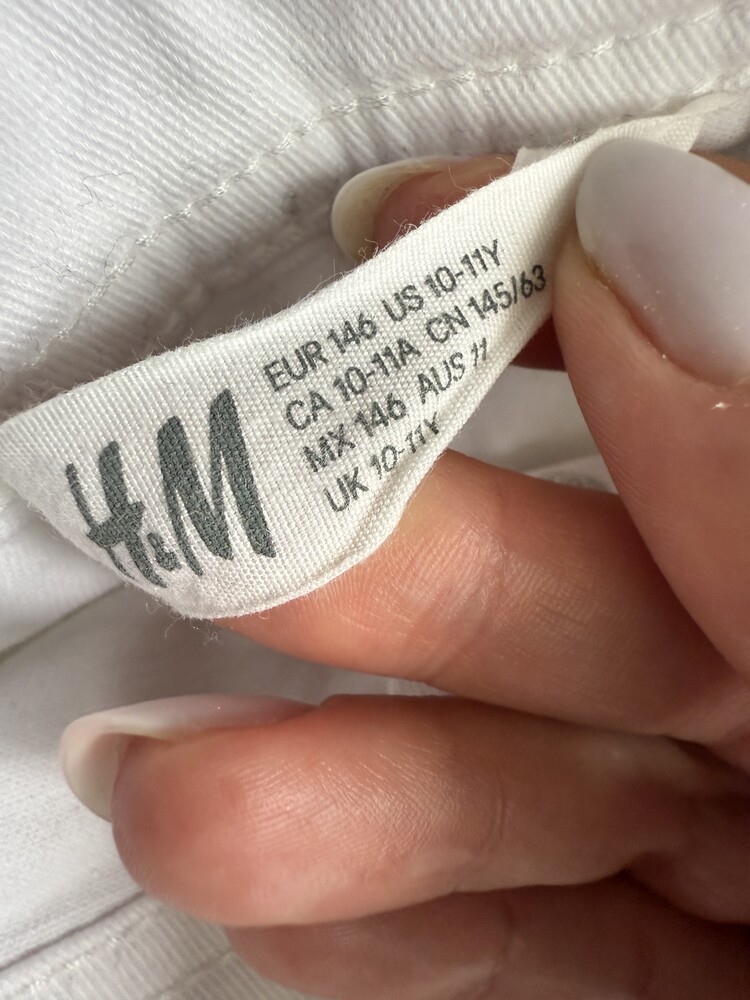 H&M
EUR 146 US 10-11Y
CA 10-11A CN 145/63
MX 146 AUS 11
UK 10-11Y